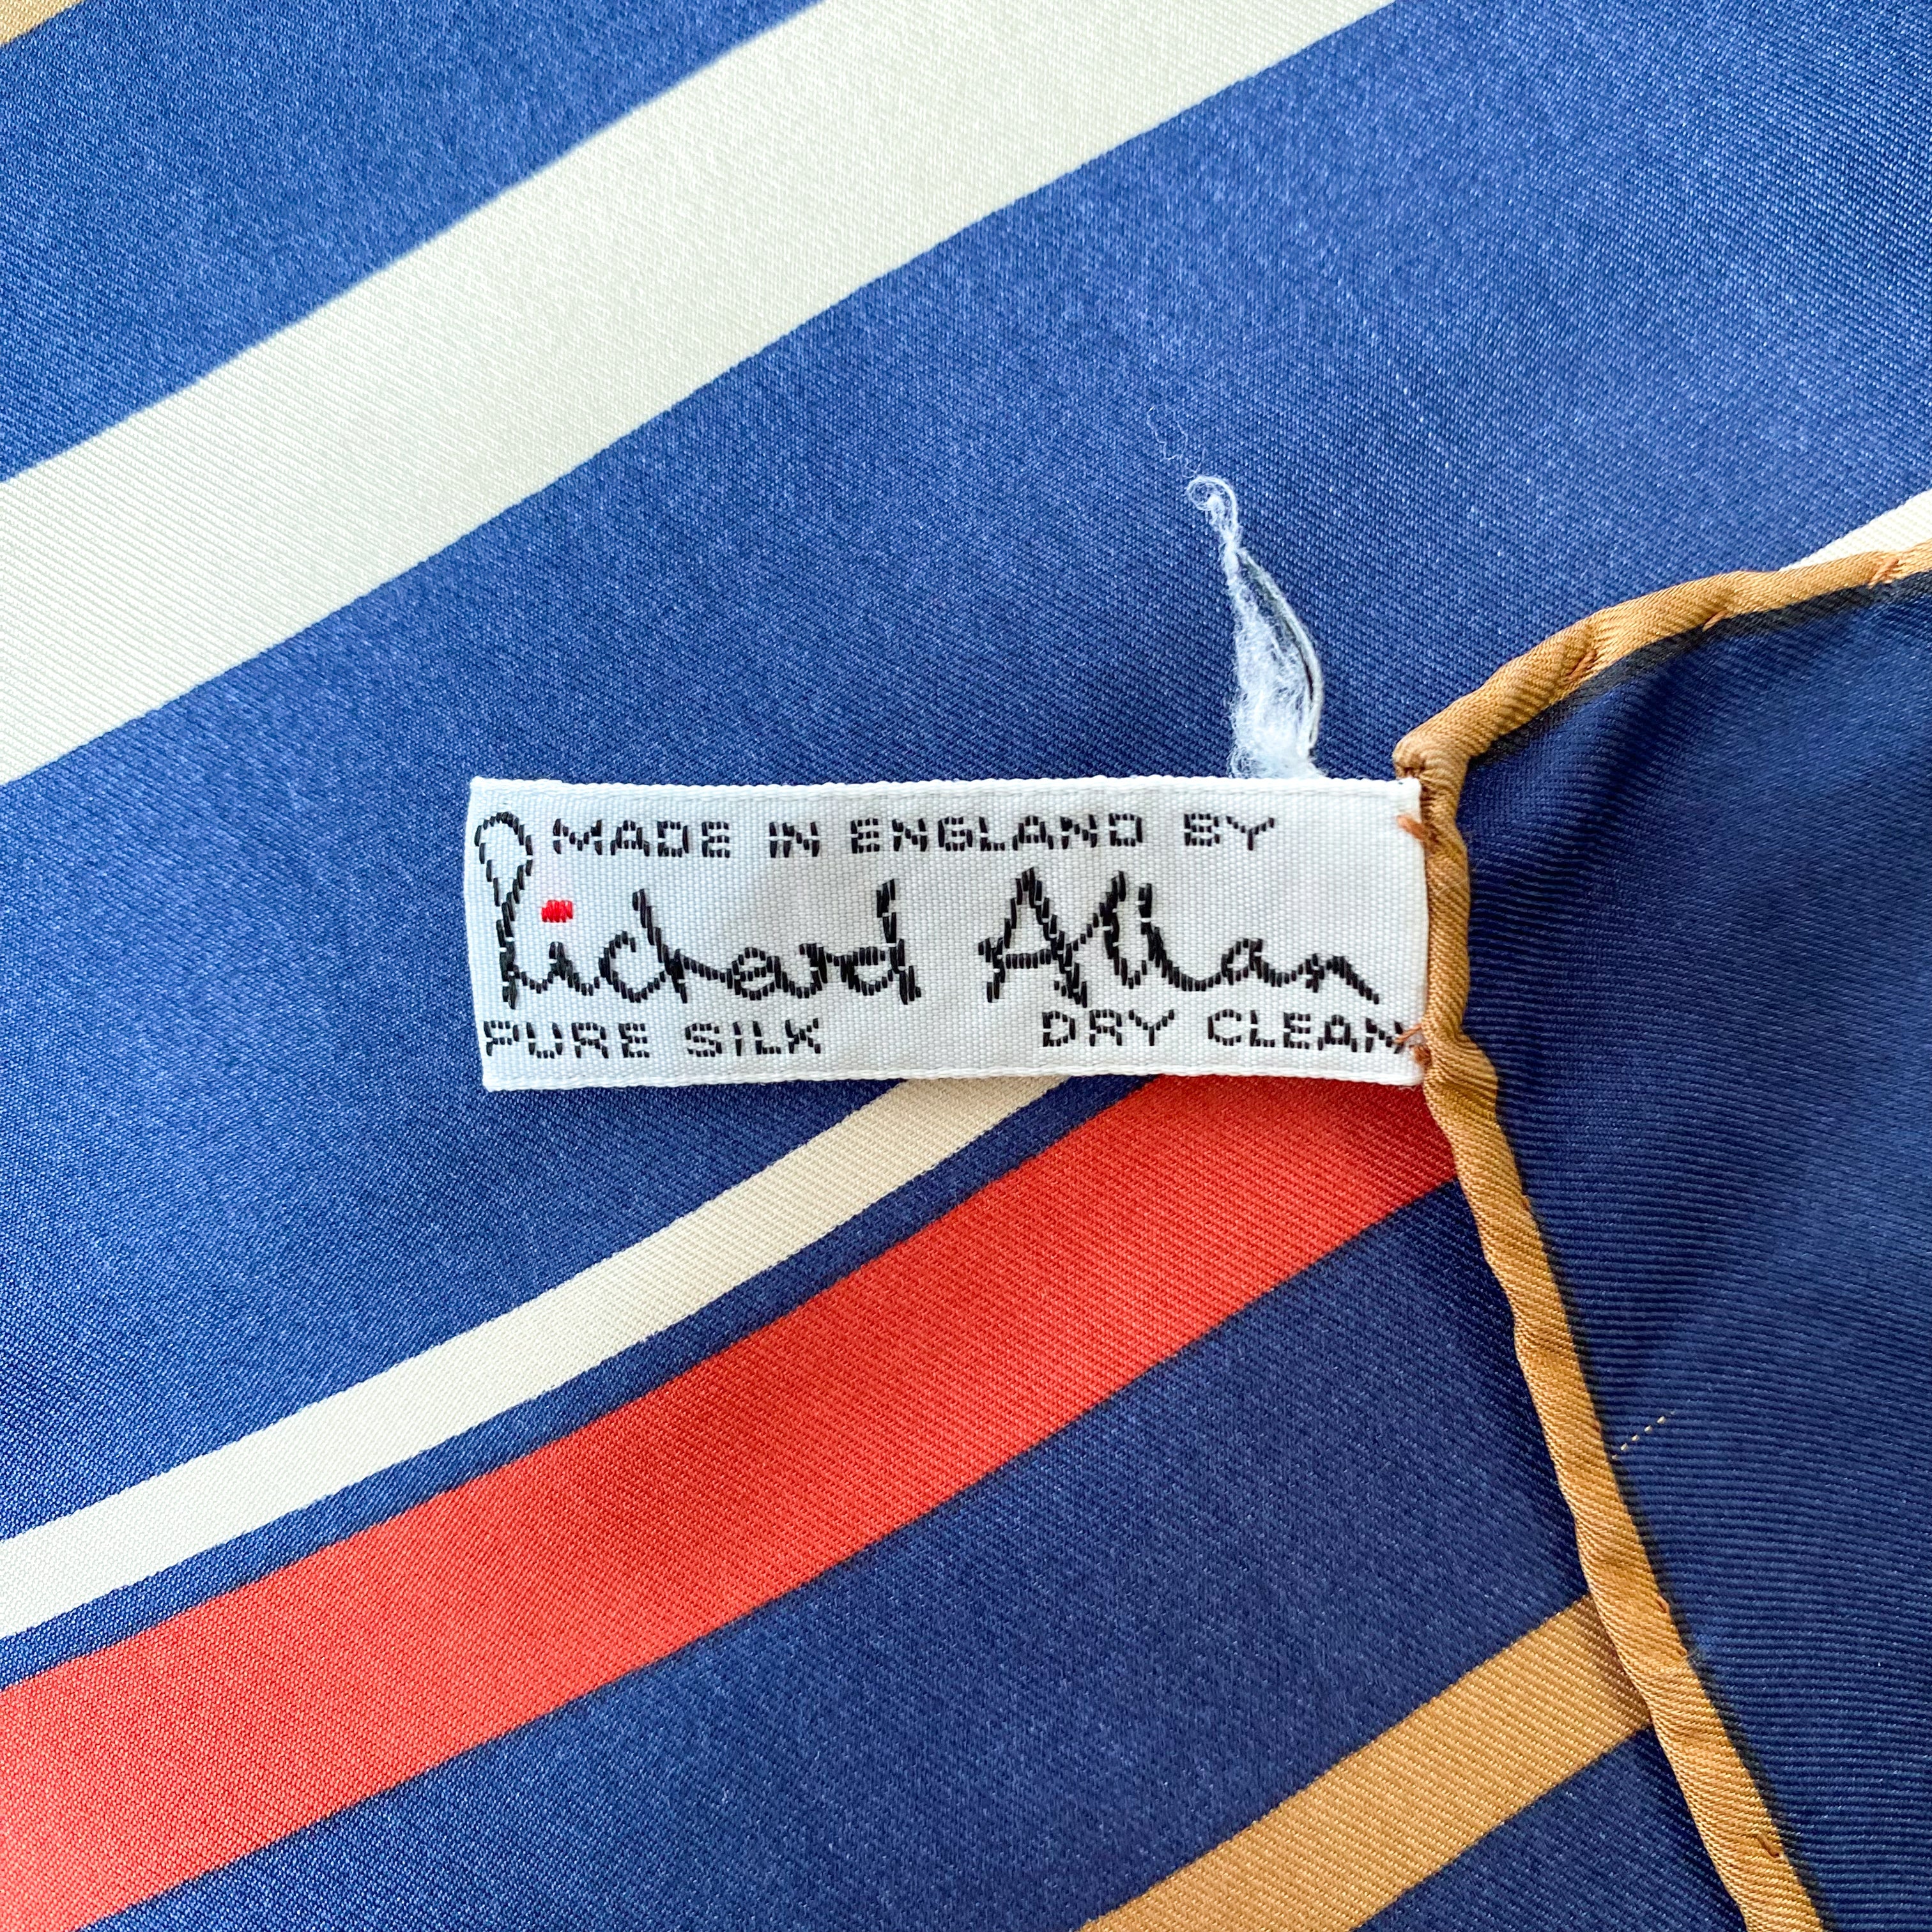 MADE IN ENGLAND BY
Richard Allan
PURE SILK DRY CLEAN